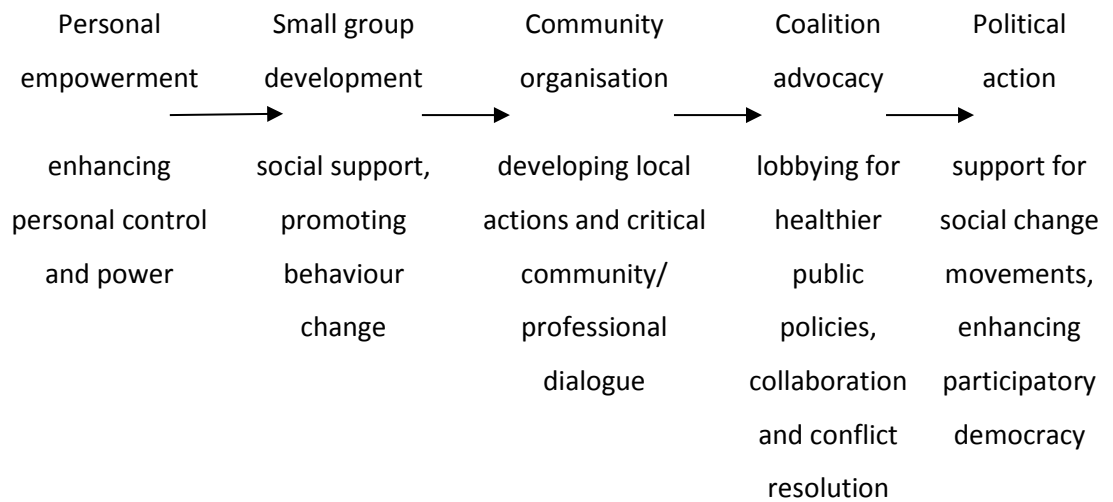 Personal
empowerment
enhancing
personal control
and power
Small group
development
social support,
promoting
behaviour
change
Community
organisation
developing local
actions and critical
community/
professional
dialogue
Coalition
advocacy
lobbying for
healthier
public
policies,
collaboration
and conflict
resolution
Political
action
support for
social change
movements,
enhancing
participatory
democracy